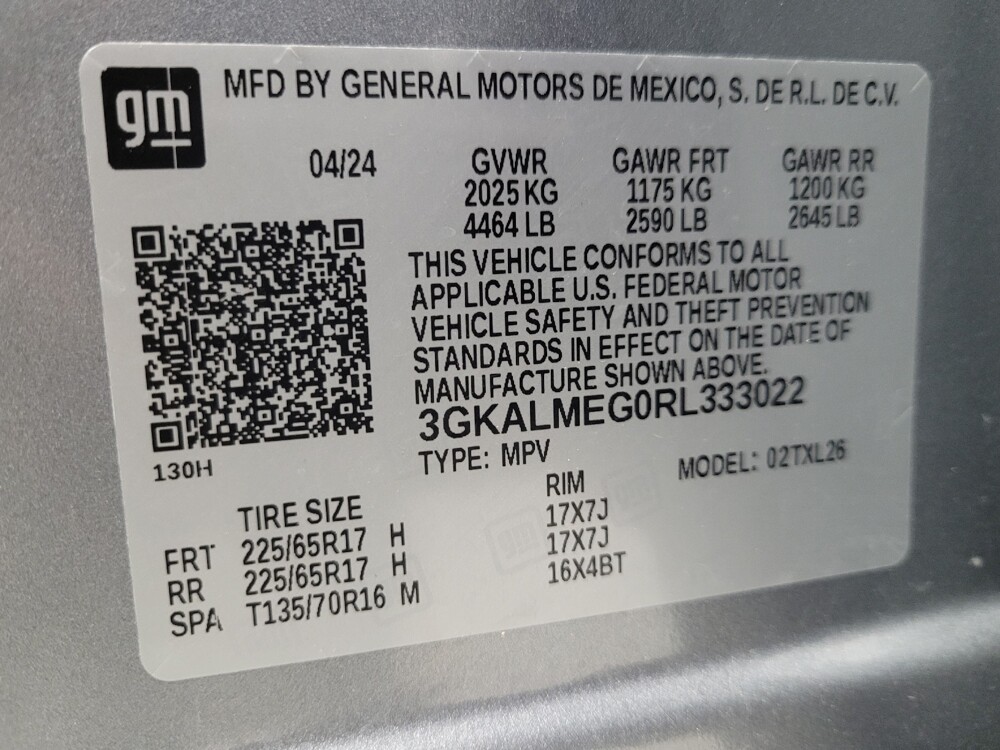 gm MFD BY GENERAL MOTORS DE MEXICO, S. DE R.L. DE C.V.
04/24 GVWR GAWR FRT GAWR RR
2025 KG 1175 KG 1200 KG
4464 LB 2590 LB 2645 LB
THIS VEHICLE CONFORMS TO ALL
APPLICABLE U.S. FEDERAL MOTOR
VEHICLE SAFETY AND THEFT PREVENTION
STANDARDS IN EFFECT ON THE DATE OF
MANUFACTURE SHOWN ABOVE.
3GKALMEG0RL333022
130H TYPE: MPV MODEL: 02TXL26
TIRE SIZE RIM
FRT 225/65R17 H 17X7J
RR 225/65R17 H 17X7J
SPA T135/70R16 M 16X4BT